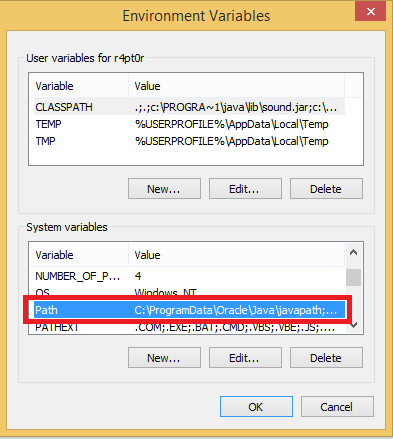 Environment Variables
User variables for r4pt0r
Variable Value
CLASSPATH .;.;c:\PROGRA~1\java\lib\sound.jar;c:\...
TEMP %USERPROFILE%\AppData\Local\Temp
TMP %USERPROFILE%\AppData\Local\Temp
New... Edit... Delete
System variables
Variable Value
NUMBER_OF_P... 4
OS Windows_NT
Path C:\ProgramData\Oracle\Java\javapath;...
PATHEXT .COM;.EXE;.BAT;.CMD;.VBS;.VBE;.JS;....
New... Edit... Delete
OK Cancel